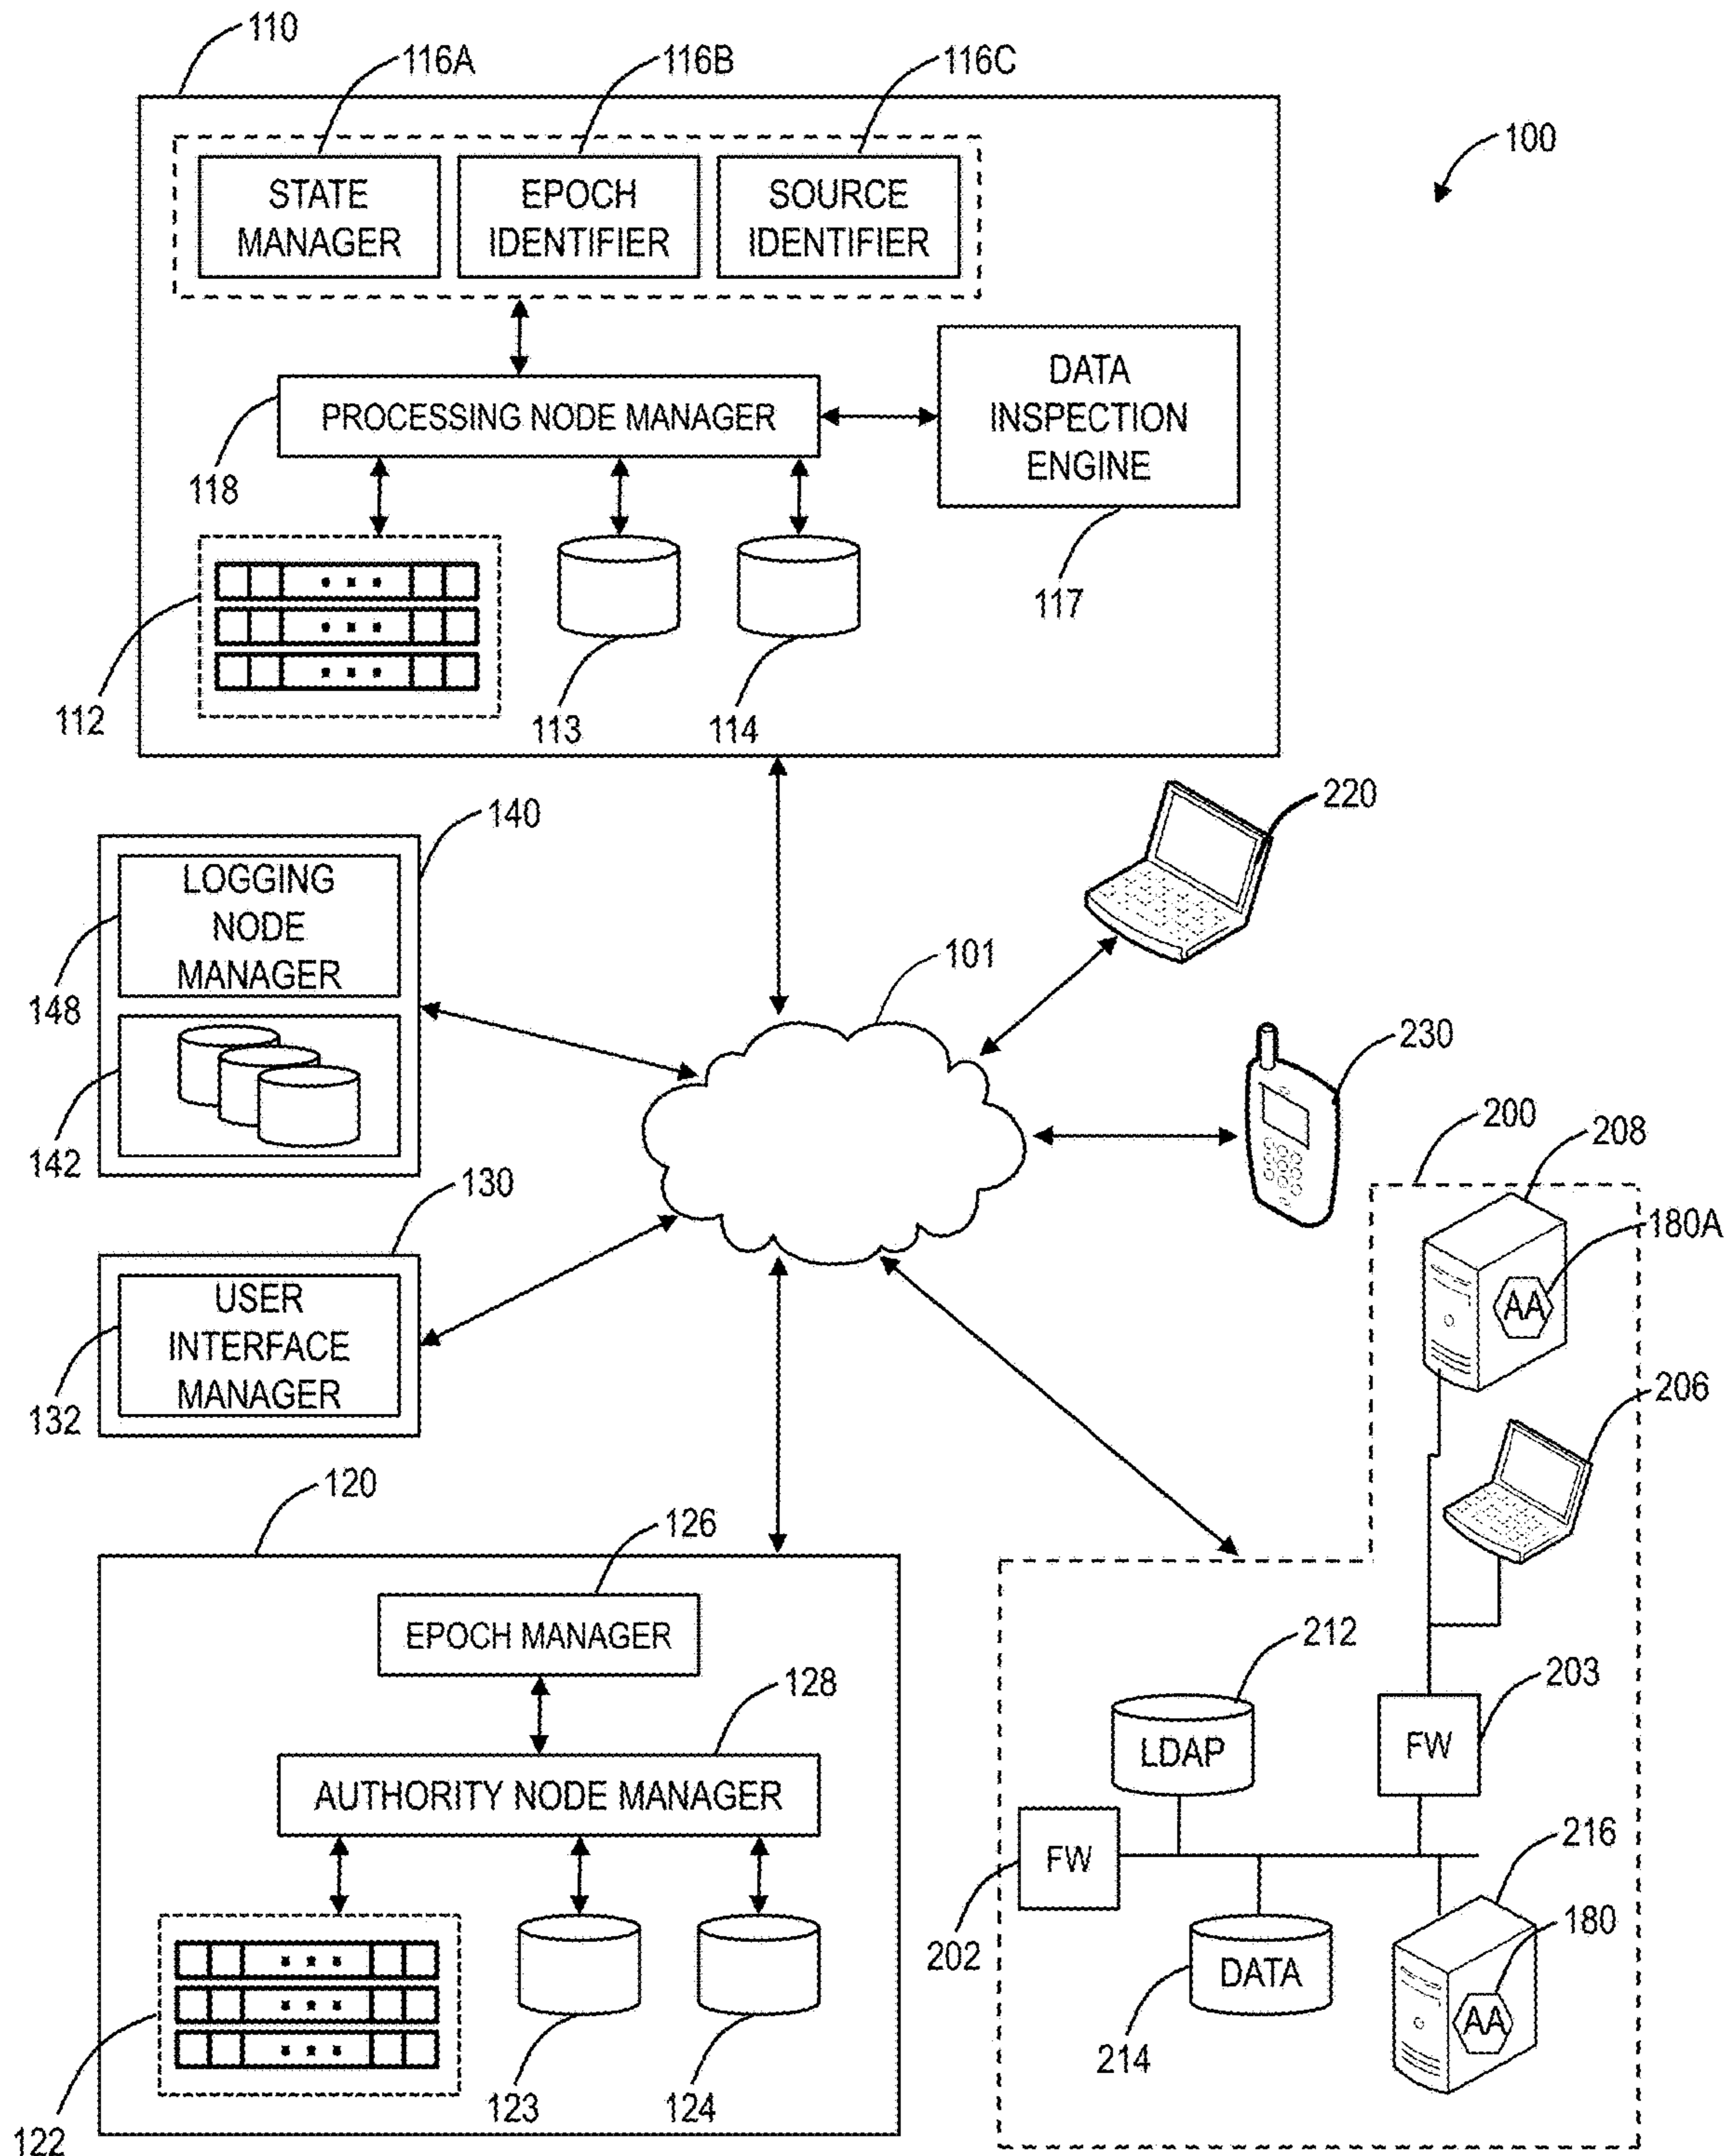 110
116A
116B
116C
100
STATE
MANAGER
EPOCH
IDENTIFIER
SOURCE
IDENTIFIER
PROCESSING NODE MANAGER
DATA
INSPECTION
ENGINE
118
117
112
113
114
140
220
LOGGING
NODE
MANAGER
148
142
101
230
200
208
180A
AA
130
USER
INTERFACE
MANAGER
132
206
120
126
EPOCH MANAGER
128
AUTHORITY NODE MANAGER
212
LDAP
203
FW
FW
202
216
180
AA
DATA
214
122
123
124